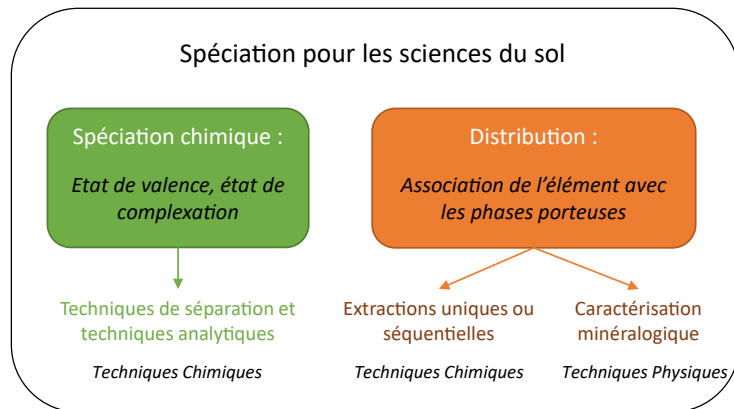 Spéciation pour les sciences du sol
Spéciation chimique :
Etat de valence, état de
complexation
Distribution :
Association de l'élément avec
les phases porteuses
Techniques de séparation et
techniques analytiques
Techniques Chimiques
Extractions uniques ou
séquentielles
Techniques Chimiques
Caractérisation
minéralogique
Techniques Physiques